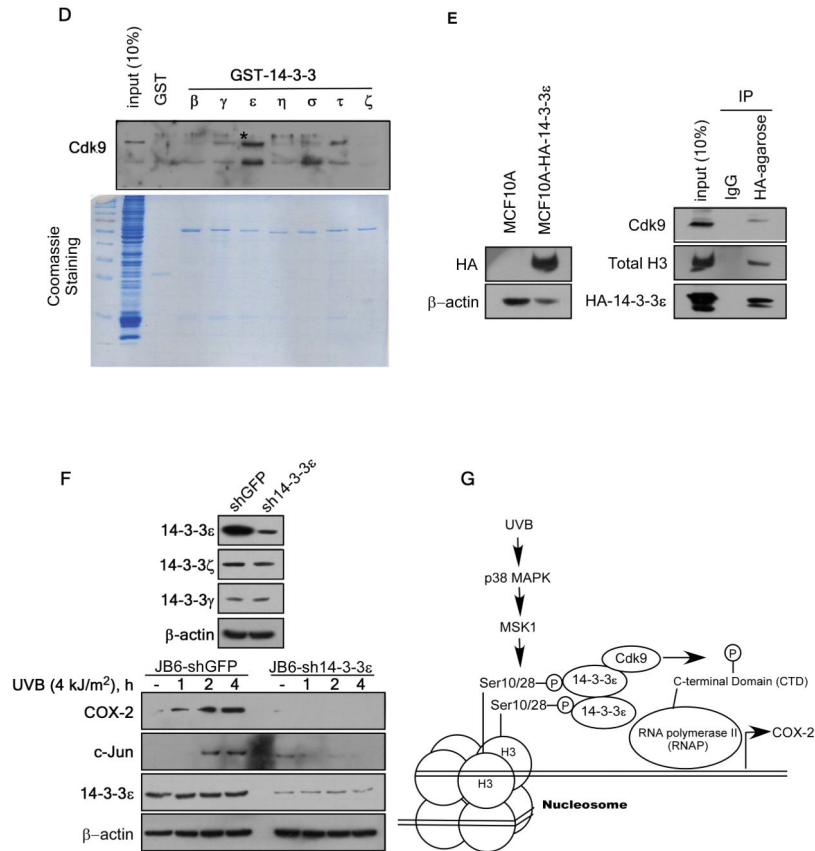 D
input (10%)
GST
GST-14-3-3
β γ ε η σ τ ζ
*
Cdk9
Coomassie
Staining
E
MCF10A
MCF10A-HA-14-3-3ε
HA
β-actin
IP
input (10%)
IgG
HA-agarose
Cdk9
Total H3
HA-14-3-3ε
F
shGFP
sh14-3-3ε
14-3-3ε
14-3-3ζ
14-3-3γ
β-actin
JB6-shGFP JB6-sh14-3-3ε
UVB (4 kJ/m²), h - 1 2 4 - 1 2 4
COX-2
c-Jun
14-3-3ε
β-actin
G
UVB
p38 MAPK
MSK1
Cdk9 P
Ser10/28 P 14-3-3ε
C-terminal Domain (CTD)
Ser10/28 P 14-3-3ε
RNA polymerase II
(RNAP)
COX-2
H3
H3
Nucleosome